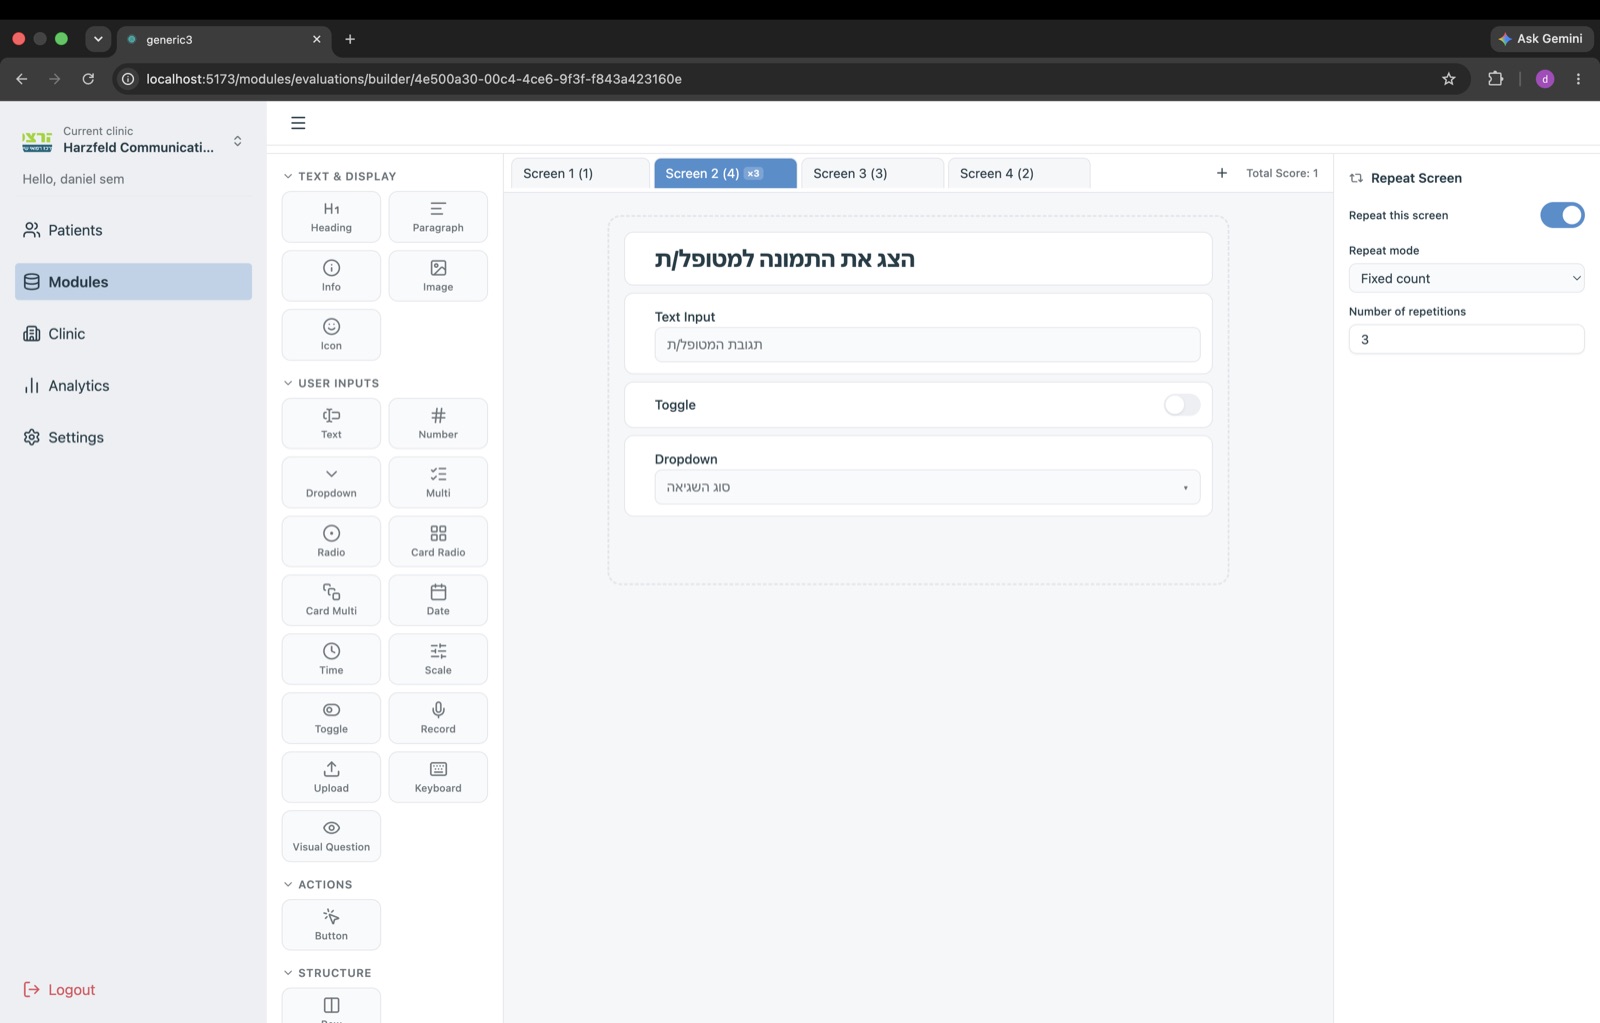 generic3
Ask Gemini
localhost:5173/modules/evaluations/builder/4e500a30-00c4-4ce6-9f3f-f843a423160e
d
Current clinic
Harzfeld Communicati...
Hello, daniel sem
Patients
Modules
Clinic
Analytics
Settings
Logout
TEXT & DISPLAY
H1
Heading
Paragraph
Info
Image
Icon
USER INPUTS
Text
Number
Dropdown
Multi
Radio
Card Radio
Card Multi
Date
Time
Scale
Toggle
Record
Upload
Keyboard
Visual Question
ACTIONS
Button
STRUCTURE
Screen 1 (1)
Screen 2 (4) x3
Screen 3 (3)
Screen 4 (2)
Total Score: 1
הצג את התמונה למטופל/ת
Text Input
תגובת המטופל/ת
Toggle
Dropdown
סוג השגיאה
Repeat Screen
Repeat this screen
Repeat mode
Fixed count
Number of repetitions
3